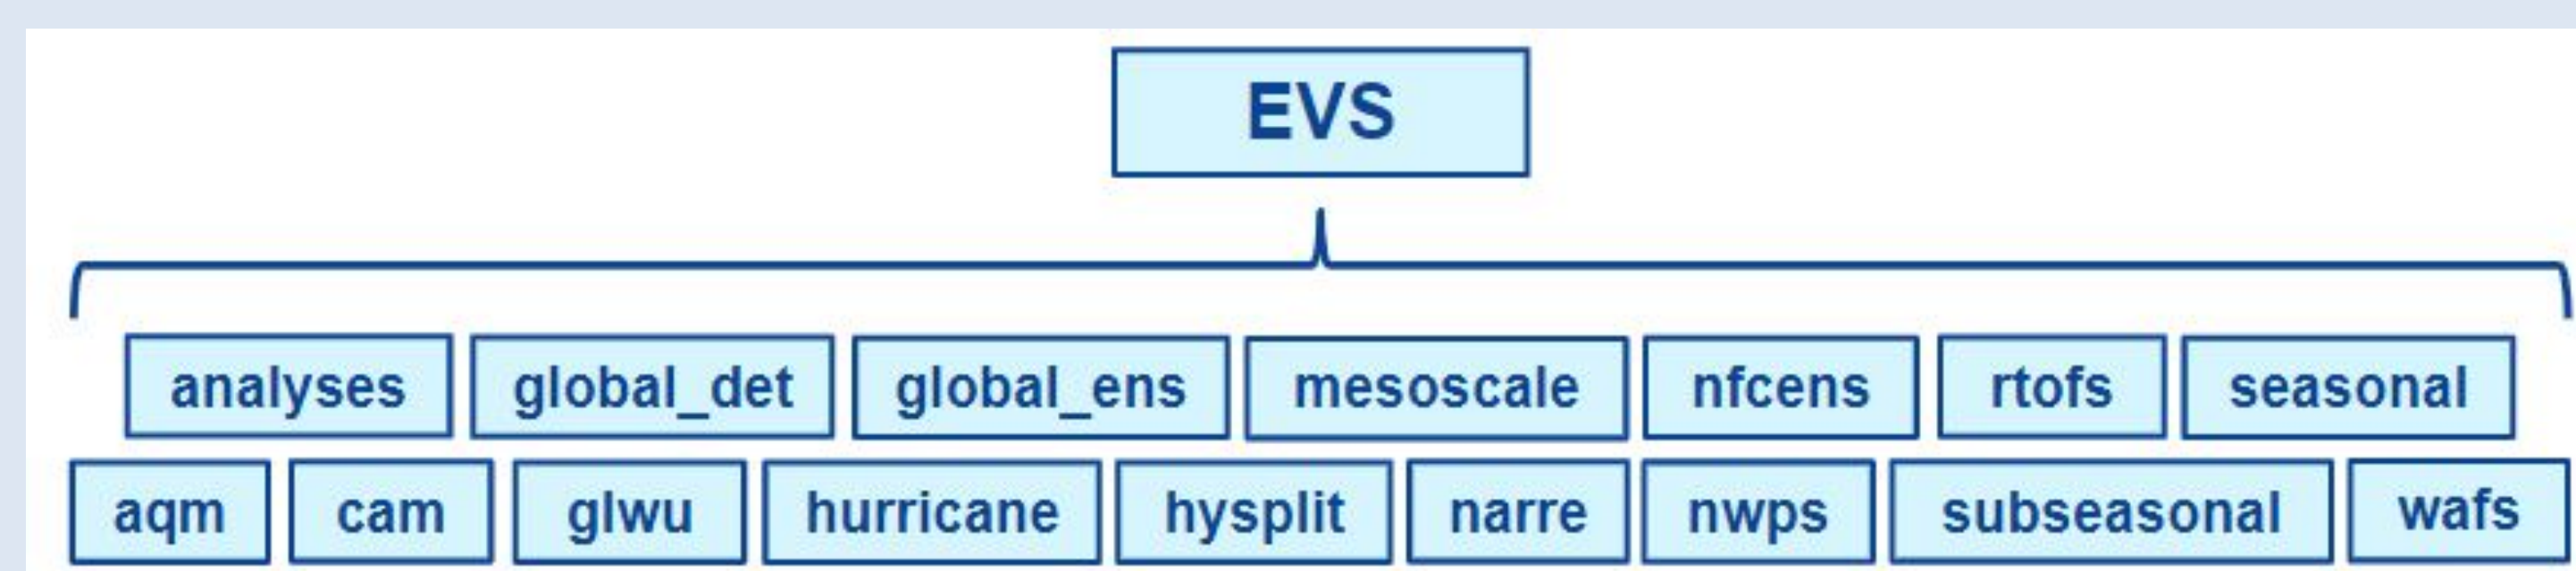 EVS
analyses global_det global_ens mesoscale nfcens rtofs seasonal
aqm cam glwu hurricane hysplit narre nwps subseasonal wafs